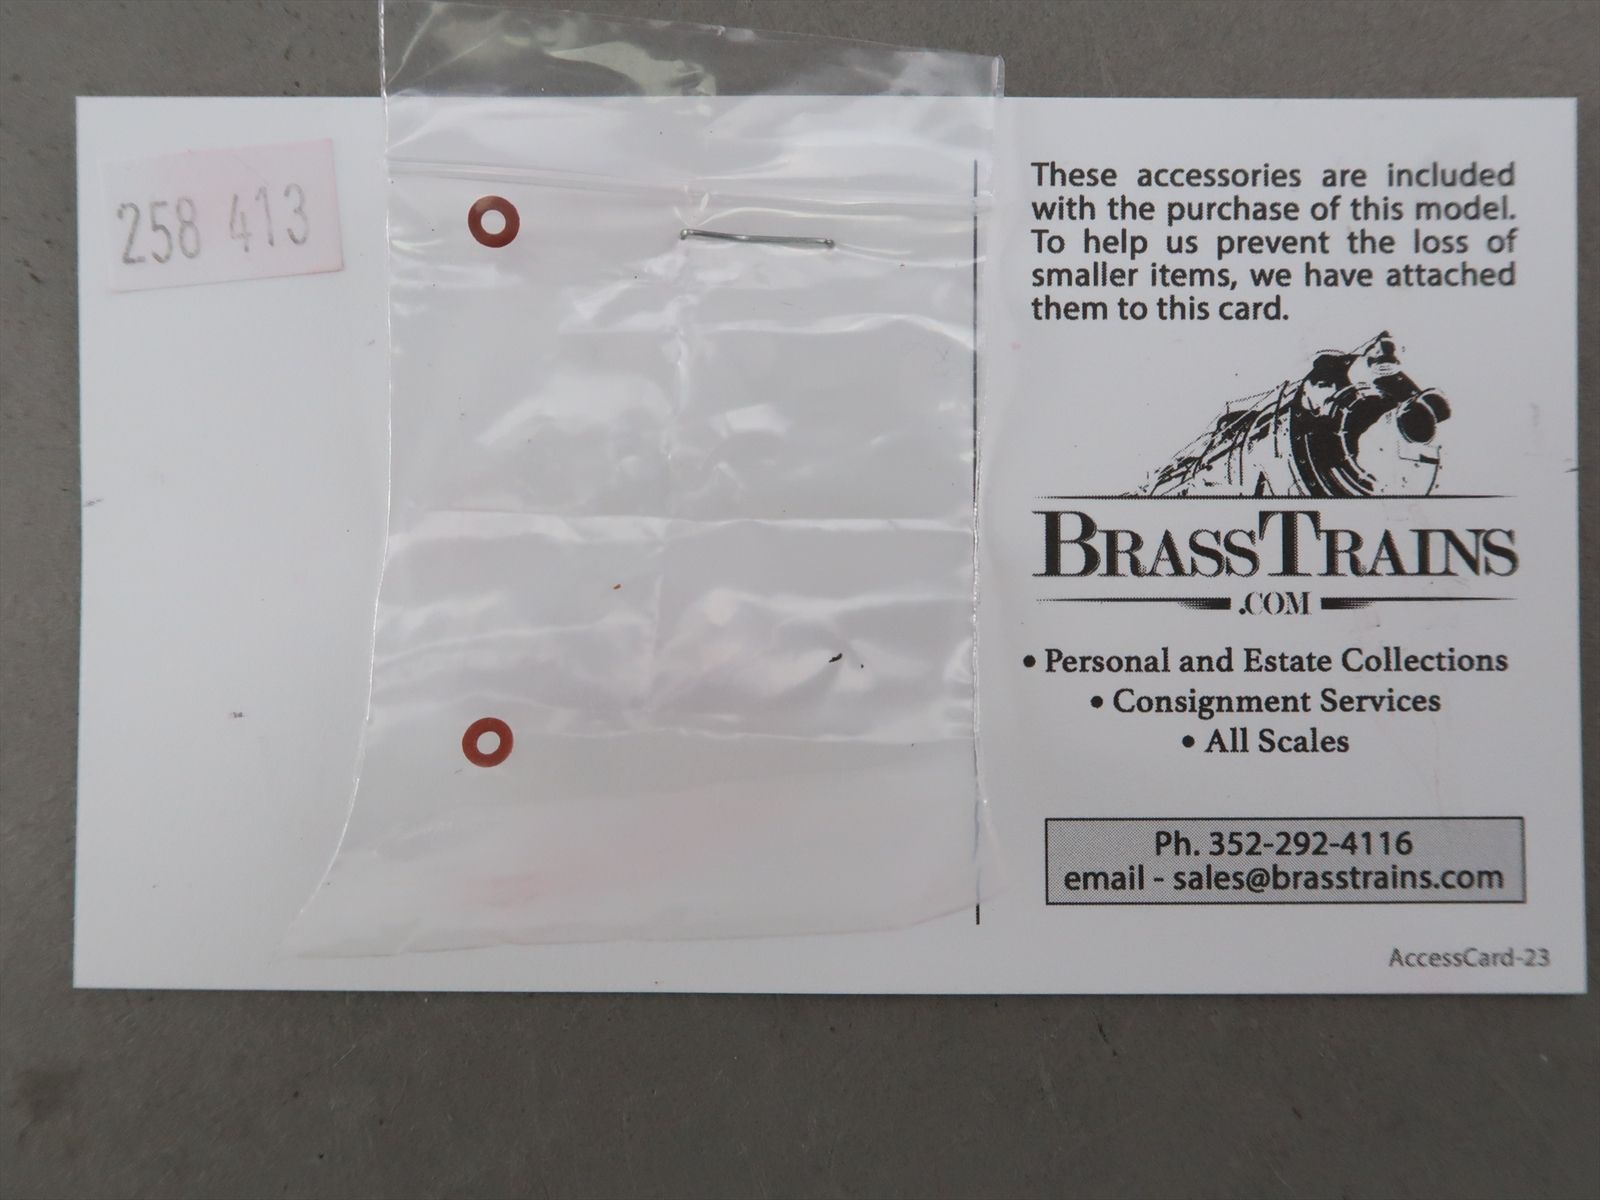 258 413
These accessories are included
with the purchase of this model.
To help us prevent the loss of
smaller items, we have attached
them to this card.
BRASSTRAINS
.COM
• Personal and Estate Collections
• Consignment Services
• All Scales
Ph. 352-292-4116
email - sales@brasstrains.com
AccessCard-23